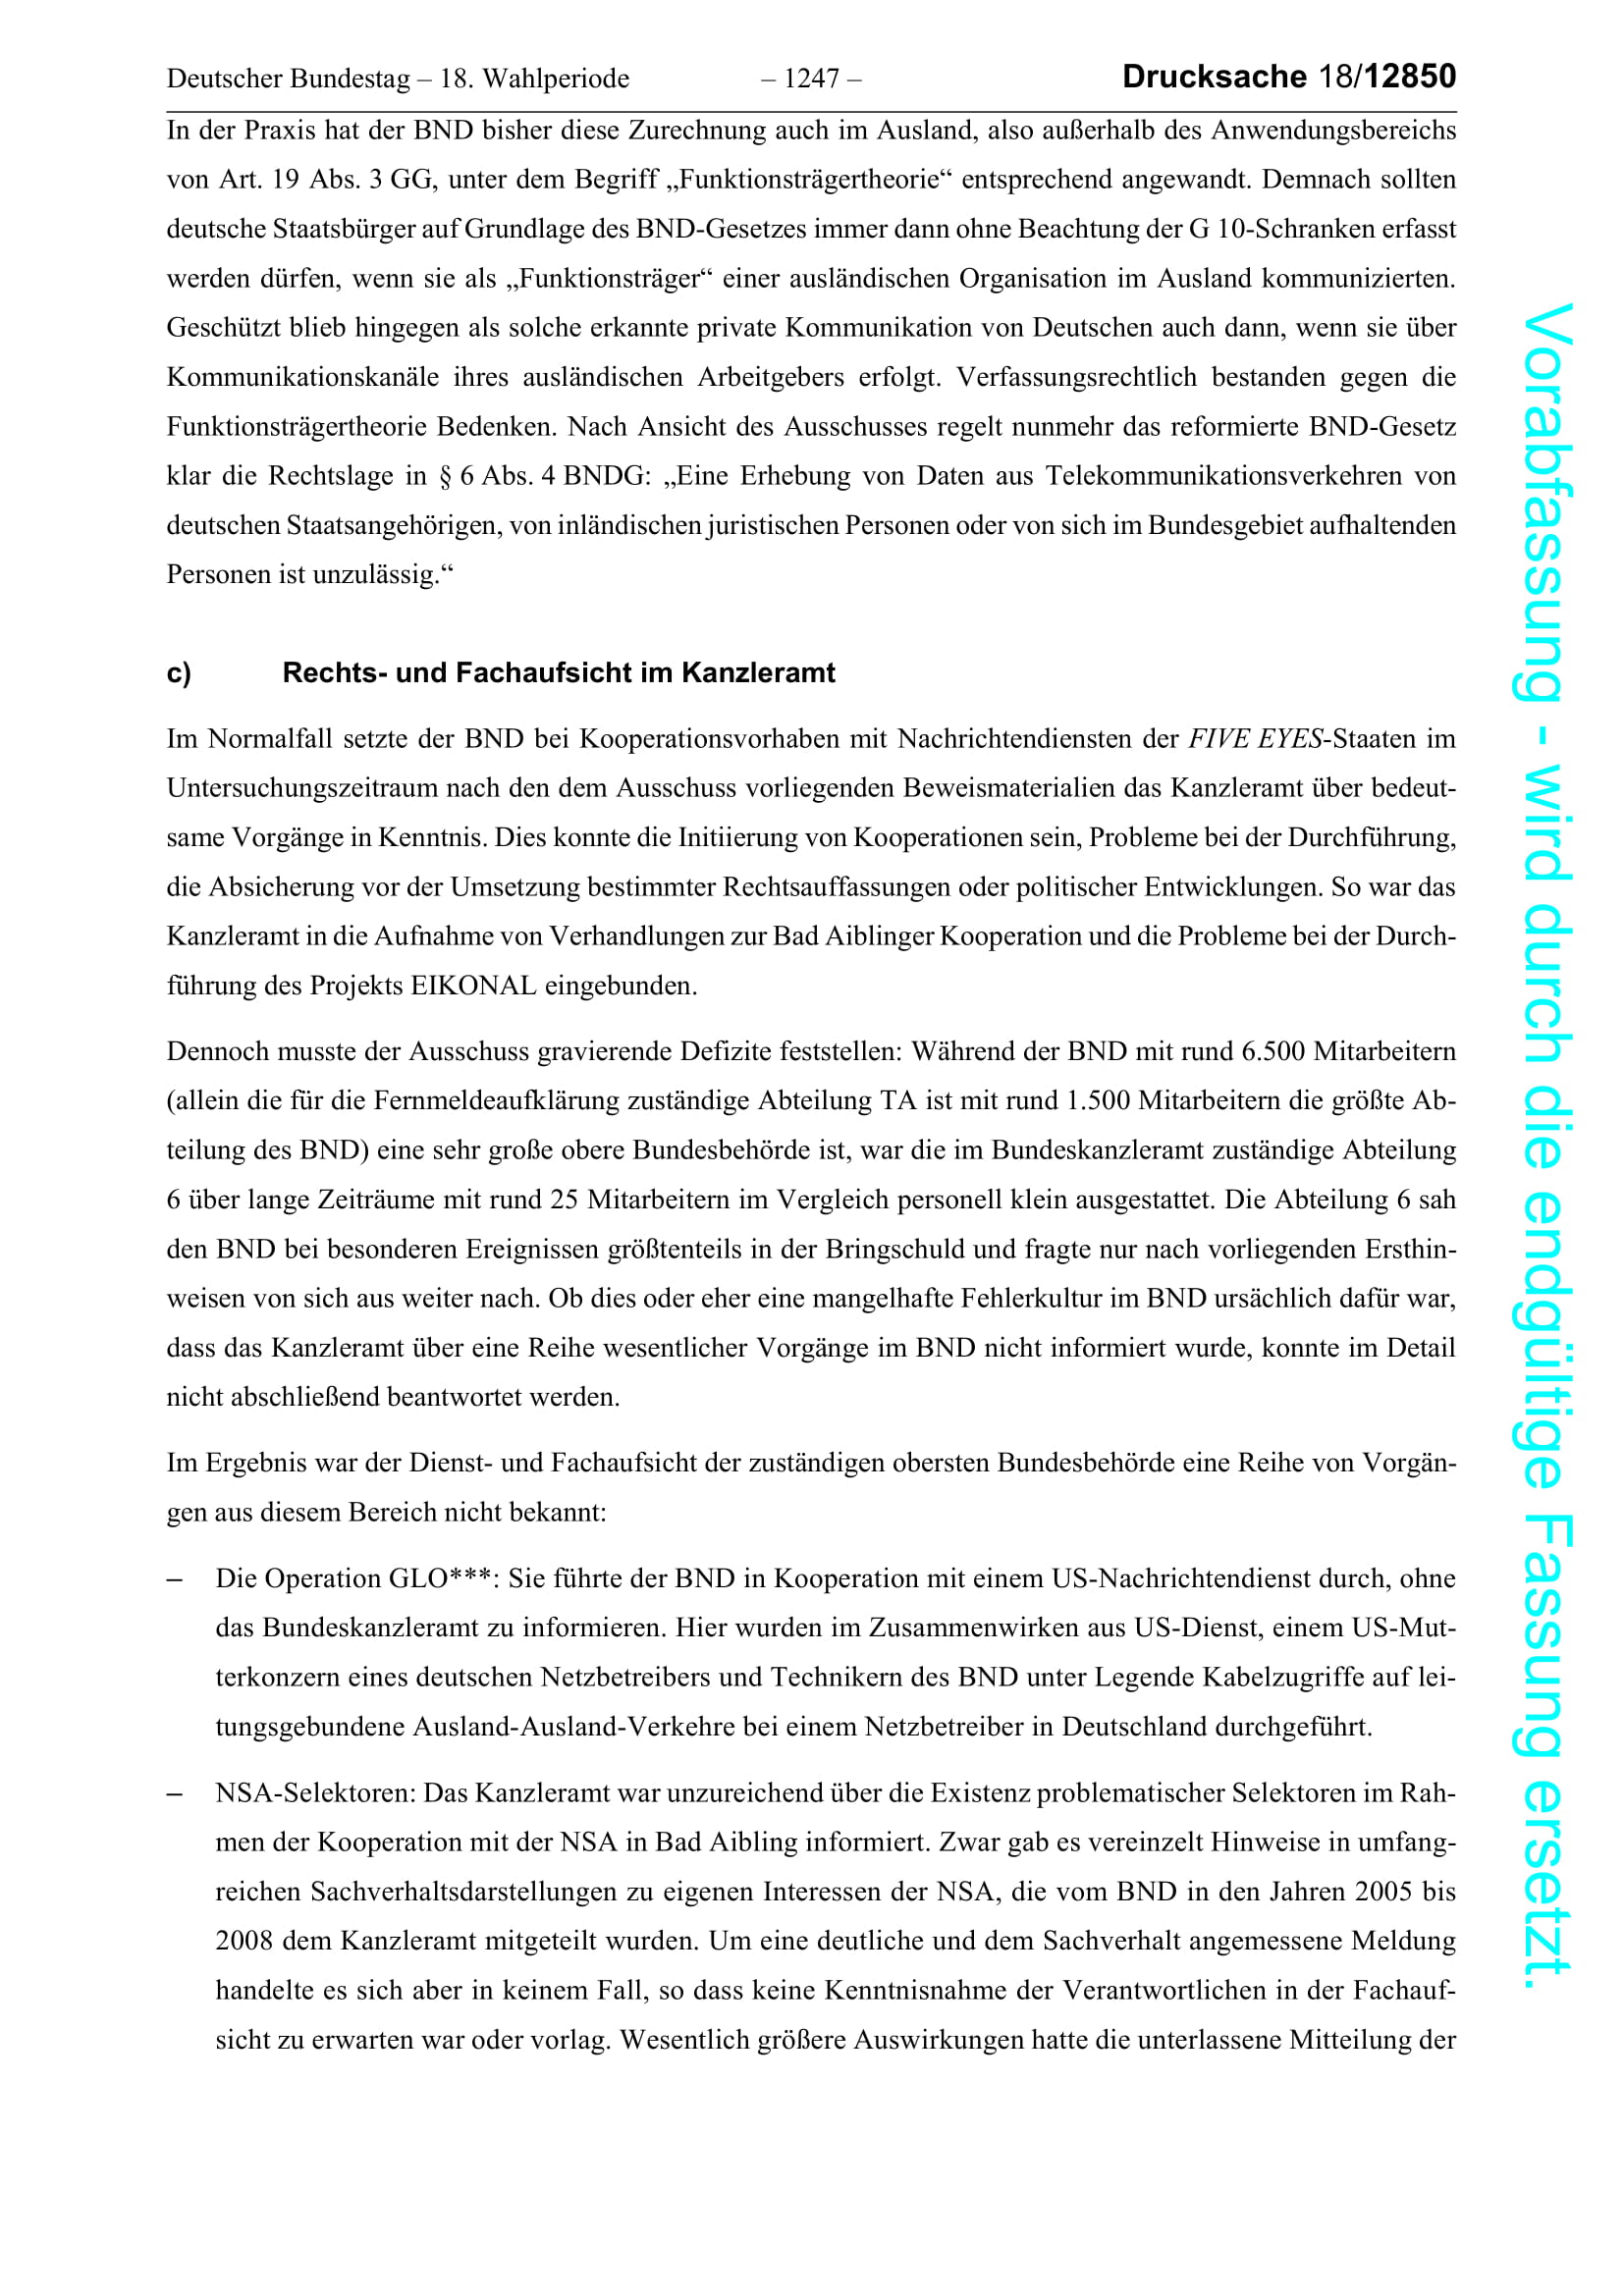 Deutscher Bundestag – 18. Wahlperiode – 1247 – Drucksache 18/12850
In der Praxis hat der BND bisher diese Zurechnung auch im Ausland, also außerhalb des Anwendungsbereichs
von Art. 19 Abs. 3 GG, unter dem Begriff „Funktionsträgertheorie“ entsprechend angewandt. Demnach sollten
deutsche Staatsbürger auf Grundlage des BND-Gesetzes immer dann ohne Beachtung der G 10-Schranken erfasst
werden dürfen, wenn sie als „Funktionsträger“ einer ausländischen Organisation im Ausland kommunizierten.
Geschützt blieb hingegen als solche erkannte private Kommunikation von Deutschen auch dann, wenn sie über
Kommunikationskanäle ihres ausländischen Arbeitgebers erfolgt. Verfassungsrechtlich bestanden gegen die
Funktionsträgertheorie Bedenken. Nach Ansicht des Ausschusses regelt nunmehr das reformierte BND-Gesetz
klar die Rechtslage in § 6 Abs. 4 BNDG: „Eine Erhebung von Daten aus Telekommunikationsverkehren von
deutschen Staatsangehörigen, von inländischen juristischen Personen oder von sich im Bundesgebiet aufhaltenden
Personen ist unzulässig.“
c) Rechts- und Fachaufsicht im Kanzleramt
Im Normalfall setzte der BND bei Kooperationsvorhaben mit Nachrichtendiensten der FIVE EYES-Staaten im
Untersuchungszeitraum nach den dem Ausschuss vorliegenden Beweismaterialien das Kanzleramt über bedeut-
same Vorgänge in Kenntnis. Dies konnte die Initiierung von Kooperationen sein, Probleme bei der Durchführung,
die Absicherung vor der Umsetzung bestimmter Rechtsauffassungen oder politischer Entwicklungen. So war das
Kanzleramt in die Aufnahme von Verhandlungen zur Bad Aiblinger Kooperation und die Probleme bei der Durch-
führung des Projekts EIKONAL eingebunden.
Dennoch musste der Ausschuss gravierende Defizite feststellen: Während der BND mit rund 6.500 Mitarbeitern
(allein die für die Fernmeldeaufklärung zuständige Abteilung TA ist mit rund 1.500 Mitarbeitern die größte Ab-
teilung des BND) eine sehr große obere Bundesbehörde ist, war die im Bundeskanzleramt zuständige Abteilung
6 über lange Zeiträume mit rund 25 Mitarbeitern im Vergleich personell klein ausgestattet. Die Abteilung 6 sah
den BND bei besonderen Ereignissen größtenteils in der Bringschuld und fragte nur nach vorliegenden Ersthin-
weisen von sich aus weiter nach. Ob dies oder eher eine mangelhafte Fehlerkultur im BND ursächlich dafür war,
dass das Kanzleramt über eine Reihe wesentlicher Vorgänge im BND nicht informiert wurde, konnte im Detail
nicht abschließend beantwortet werden.
Im Ergebnis war der Dienst- und Fachaufsicht der zuständigen obersten Bundesbehörde eine Reihe von Vorgän-
gen aus diesem Bereich nicht bekannt:
– Die Operation GLO***: Sie führte der BND in Kooperation mit einem US-Nachrichtendienst durch, ohne
das Bundeskanzleramt zu informieren. Hier wurden im Zusammenwirken aus US-Dienst, einem US-Mut-
terkonzern eines deutschen Netzbetreibers und Technikern des BND unter Legende Kabelzugriffe auf lei-
tungsgebundene Ausland-Ausland-Verkehre bei einem Netzbetreiber in Deutschland durchgeführt.
– NSA-Selektoren: Das Kanzleramt war unzureichend über die Existenz problematischer Selektoren im Rah-
men der Kooperation mit der NSA in Bad Aibling informiert. Zwar gab es vereinzelt Hinweise in umfang-
reichen Sachverhaltsdarstellungen zu eigenen Interessen der NSA, die vom BND in den Jahren 2005 bis
2008 dem Kanzleramt mitgeteilt wurden. Um eine deutliche und dem Sachverhalt angemessene Meldung
handelte es sich aber in keinem Fall, so dass keine Kenntnisnahme der Verantwortlichen in der Fachauf-
sicht zu erwarten war oder vorlag. Wesentlich größere Auswirkungen hatte die unterlassene Mitteilung der
Vorabfassung - wird durch die endgültige Fassung ersetzt.